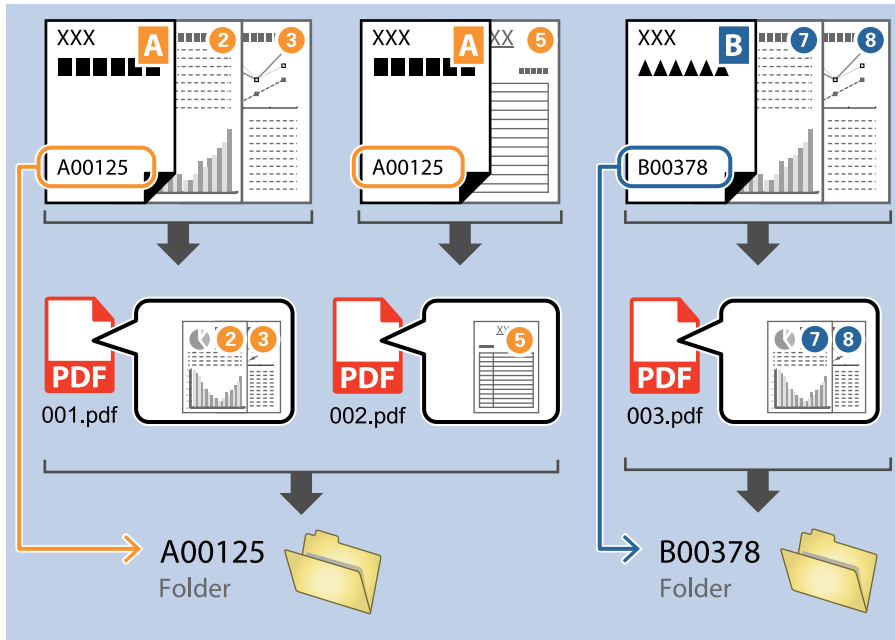 XXX
A
2
3
A00125
XXX
A
XX
5
A00125
XXX
B
7
8
B00378
PDF
2
3
001.pdf
PDF
5
002.pdf
PDF
7
8
003.pdf
A00125
Folder
B00378
Folder